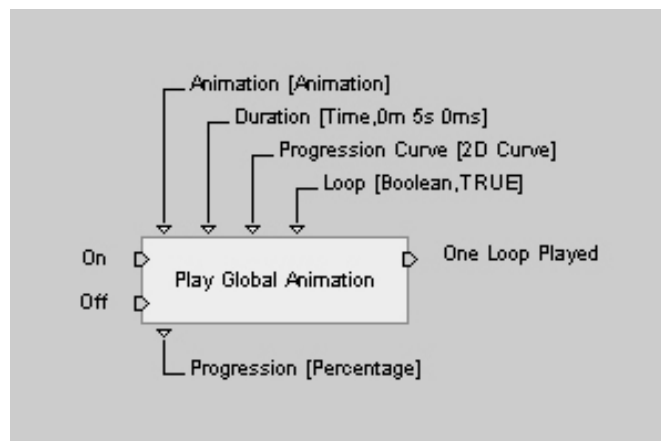 Animation [Animation]
Duration [Time,0m 5s 0ms]
Progression Curve [2D Curve]
Loop [Boolean,TRUE]
On
One Loop Played
Play Global Animation
Off
Progression [Percentage]